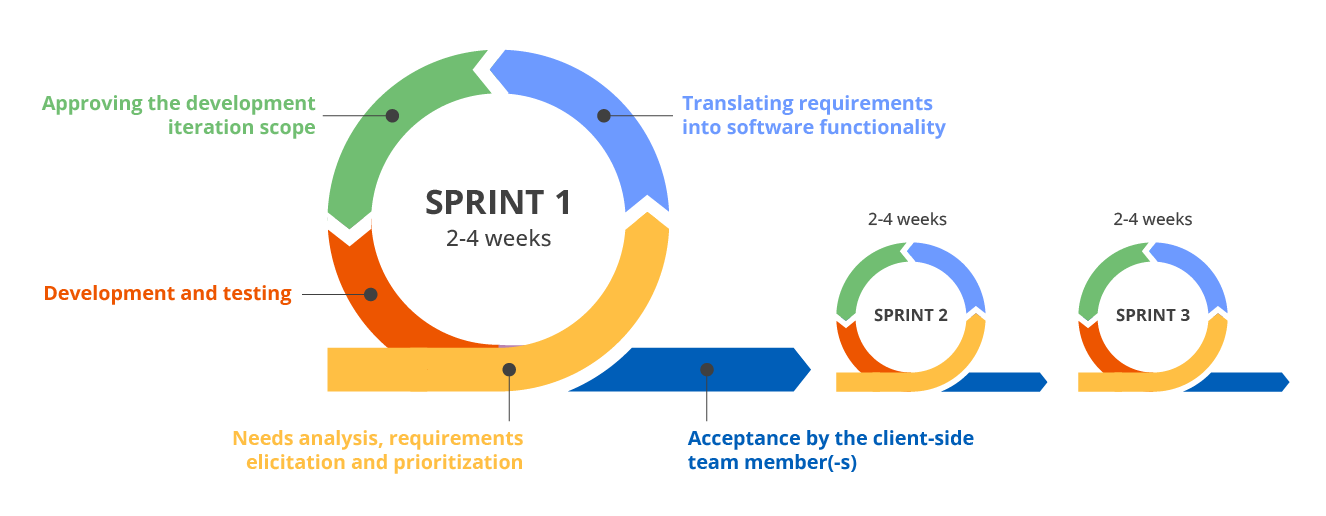 Approving the development
iteration scope
Translating requirements
into software functionality
SPRINT 1
2-4 weeks
Development and testing
Needs analysis, requirements
elicitation and prioritization
Acceptance by the client-side
team member(-s)
2-4 weeks
SPRINT 2
2-4 weeks
SPRINT 3